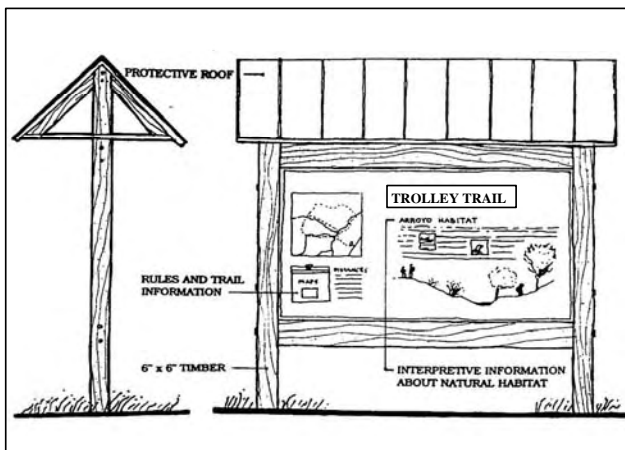 PROTECTIVE ROOF
TROLLEY TRAIL
ARROYO HABITAT
MAPS
RULES AND TRAIL
INFORMATION
6" x 6" TIMBER
INTERPRETIVE INFORMATION
ABOUT NATURAL HABITAT